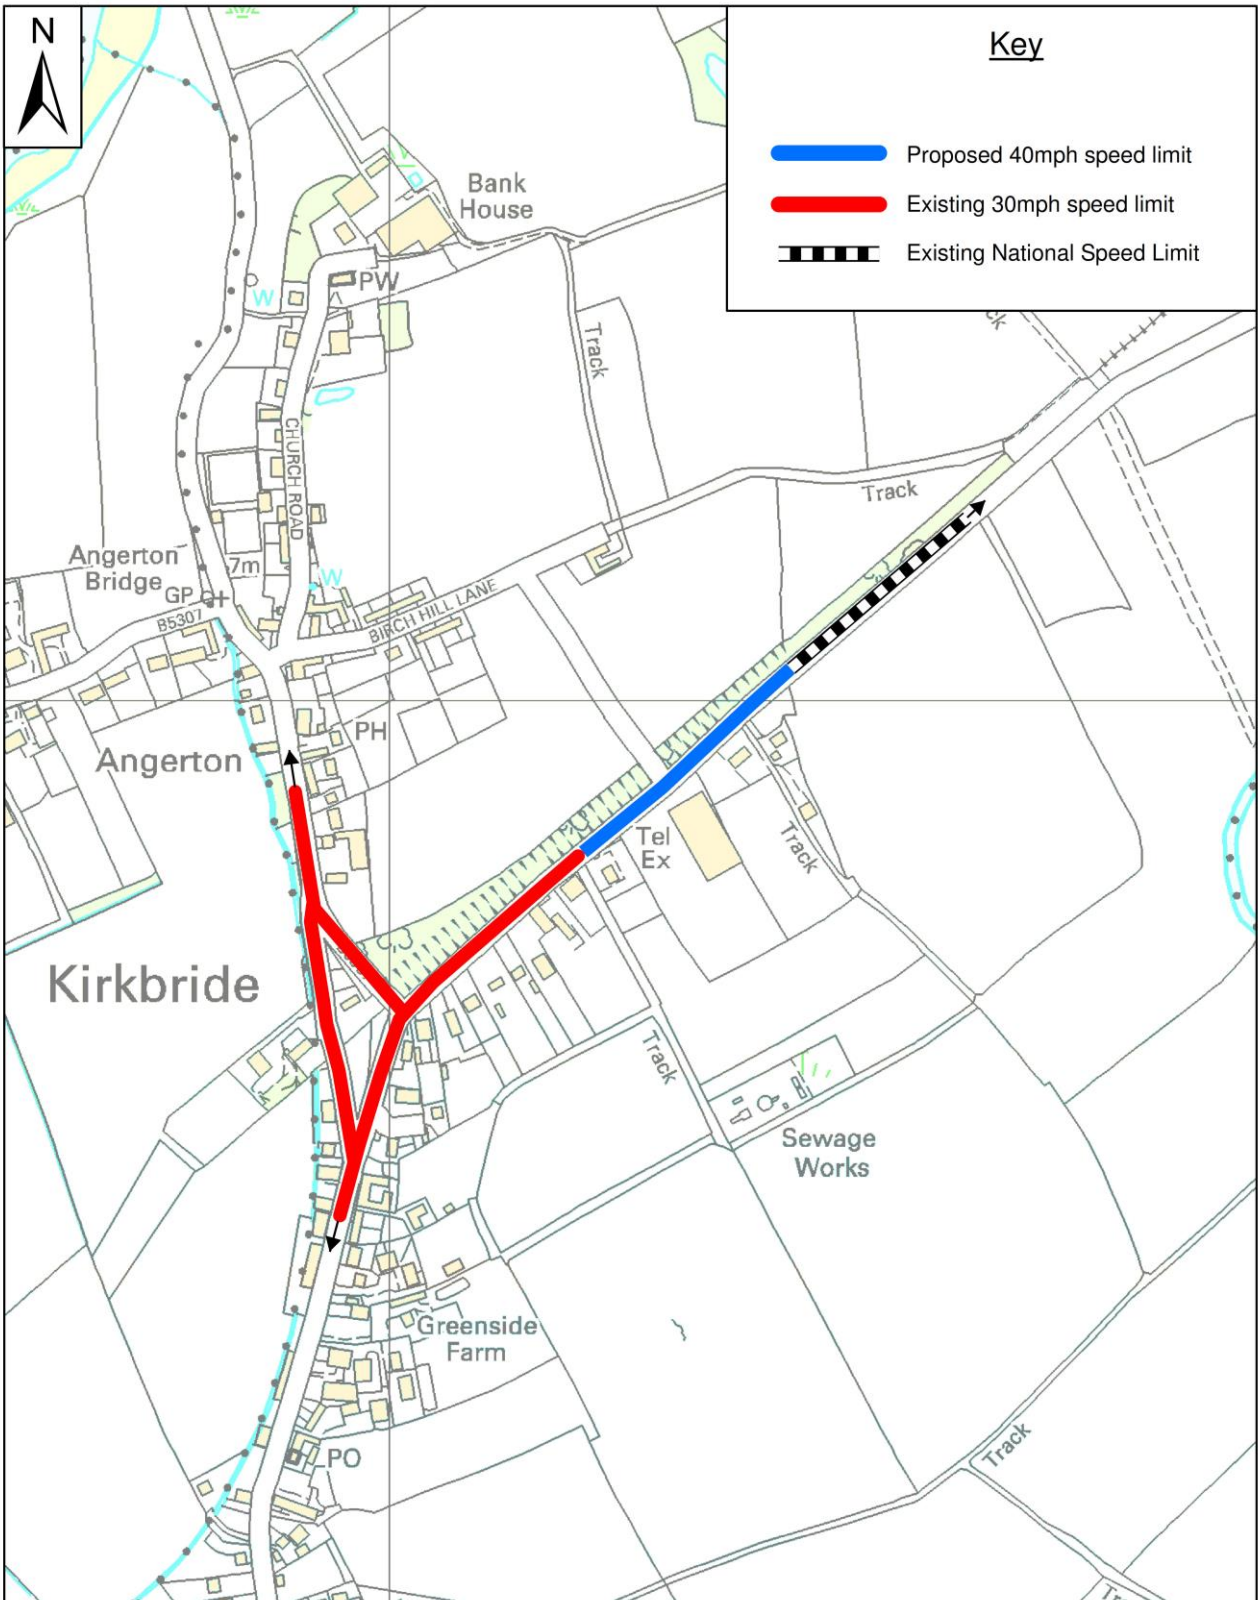 N
Key
Proposed 40mph speed limit
Existing 30mph speed limit
Existing National Speed Limit
Bank
House
PW
W
Track
CHURCH ROAD
Track
Angerton
Bridge
7m
W
GP
B5307
BIRCH HILL LANE
PH
Angerton
Tel
Ex
Track
Kirkbride
Track
Sewage
Works
Greenside
Farm
PO
Track